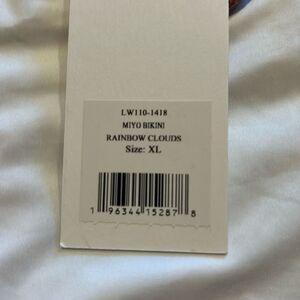 LW110-1418
MIYO BIKINI
RAINBOW CLOUDS
Size: XL
1 96344 15287 8